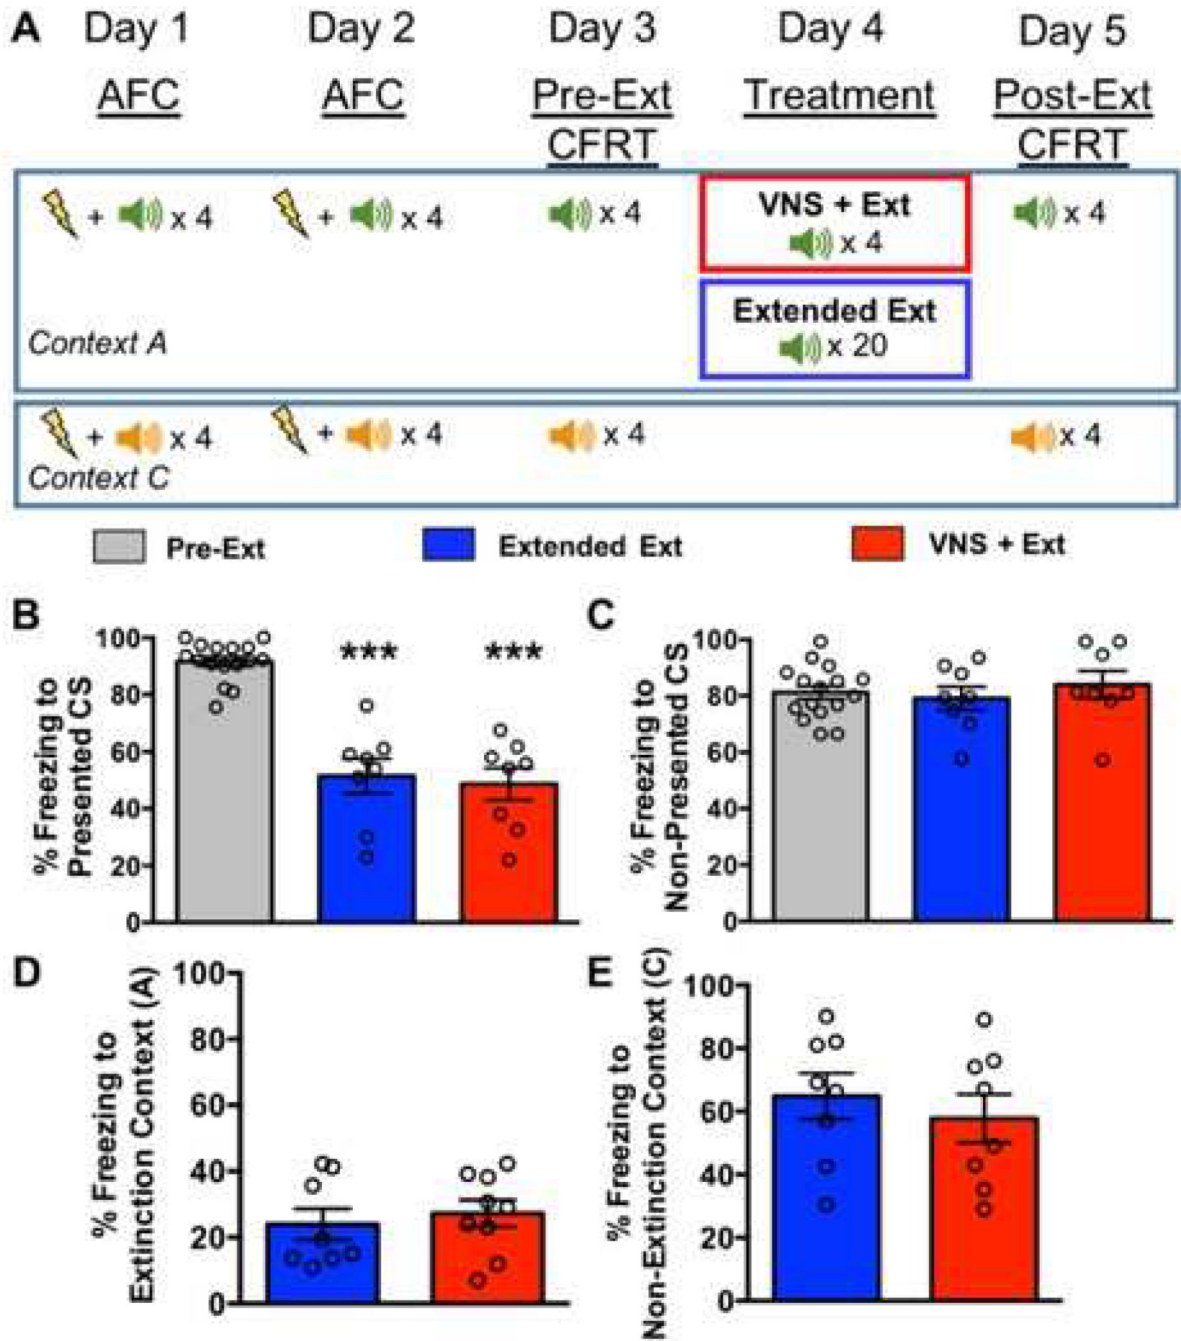 A Day 1 Day 2 Day 3 Day 4 Day 5
AFC AFC Pre-Ext Treatment Post-Ext
CFRT CFRT
+ x 4 + x 4 x 4 VNS + Ext x 4
x 4
Extended Ext
x 20
Context A
+ x 4 + x 4 x 4 x 4
Context C
Pre-Ext Extended Ext VNS + Ext
B
% Freezing to
Presented CS
100
80
60
40
20
0
*** ***
C
% Freezing to
Non-Presented CS
100
80
60
40
20
0
D
% Freezing to
Extinction Context (A)
100
80
60
40
20
0
E
% Freezing to
Non-Extinction Context (C)
100
80
60
40
20
0